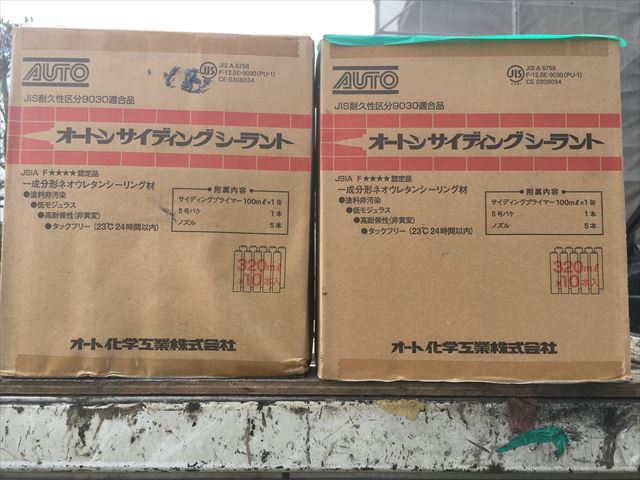 AUTO
JIS
JIS A 5758
F-12.5E-9030(PU-1)
CE 0308034
JIS耐久性区分9030適合品
オートンサイディングシーラント
JSIA F★★★★認定品
一成分形ネオウレタンシーリング材
●塗料非汚染
●低モジュラス
●高耐候性(非黄変)
●タックフリー(23℃24時間以内)
附属内容
サイディングプライマー100mℓ×1缶
5号バケ 1本
ノズル 5本
320mℓ
×10本入
オート化学工業株式会社
AUTO
JIS
JIS A 5758
F-12.5E-9030(PU-1)
CE 0308034
JIS耐久性区分9030適合品
オートンサイディングシーラント
JSIA F★★★★認定品
一成分形ネオウレタンシーリング材
●塗料非汚染
●低モジュラス
●高耐候性(非黄変)
●タックフリー(23℃24時間以内)
附属内容
サイディングプライマー100mℓ×1缶
5号バケ 1本
ノズル 5本
320mℓ
×10本入
オート化学工業株式会社